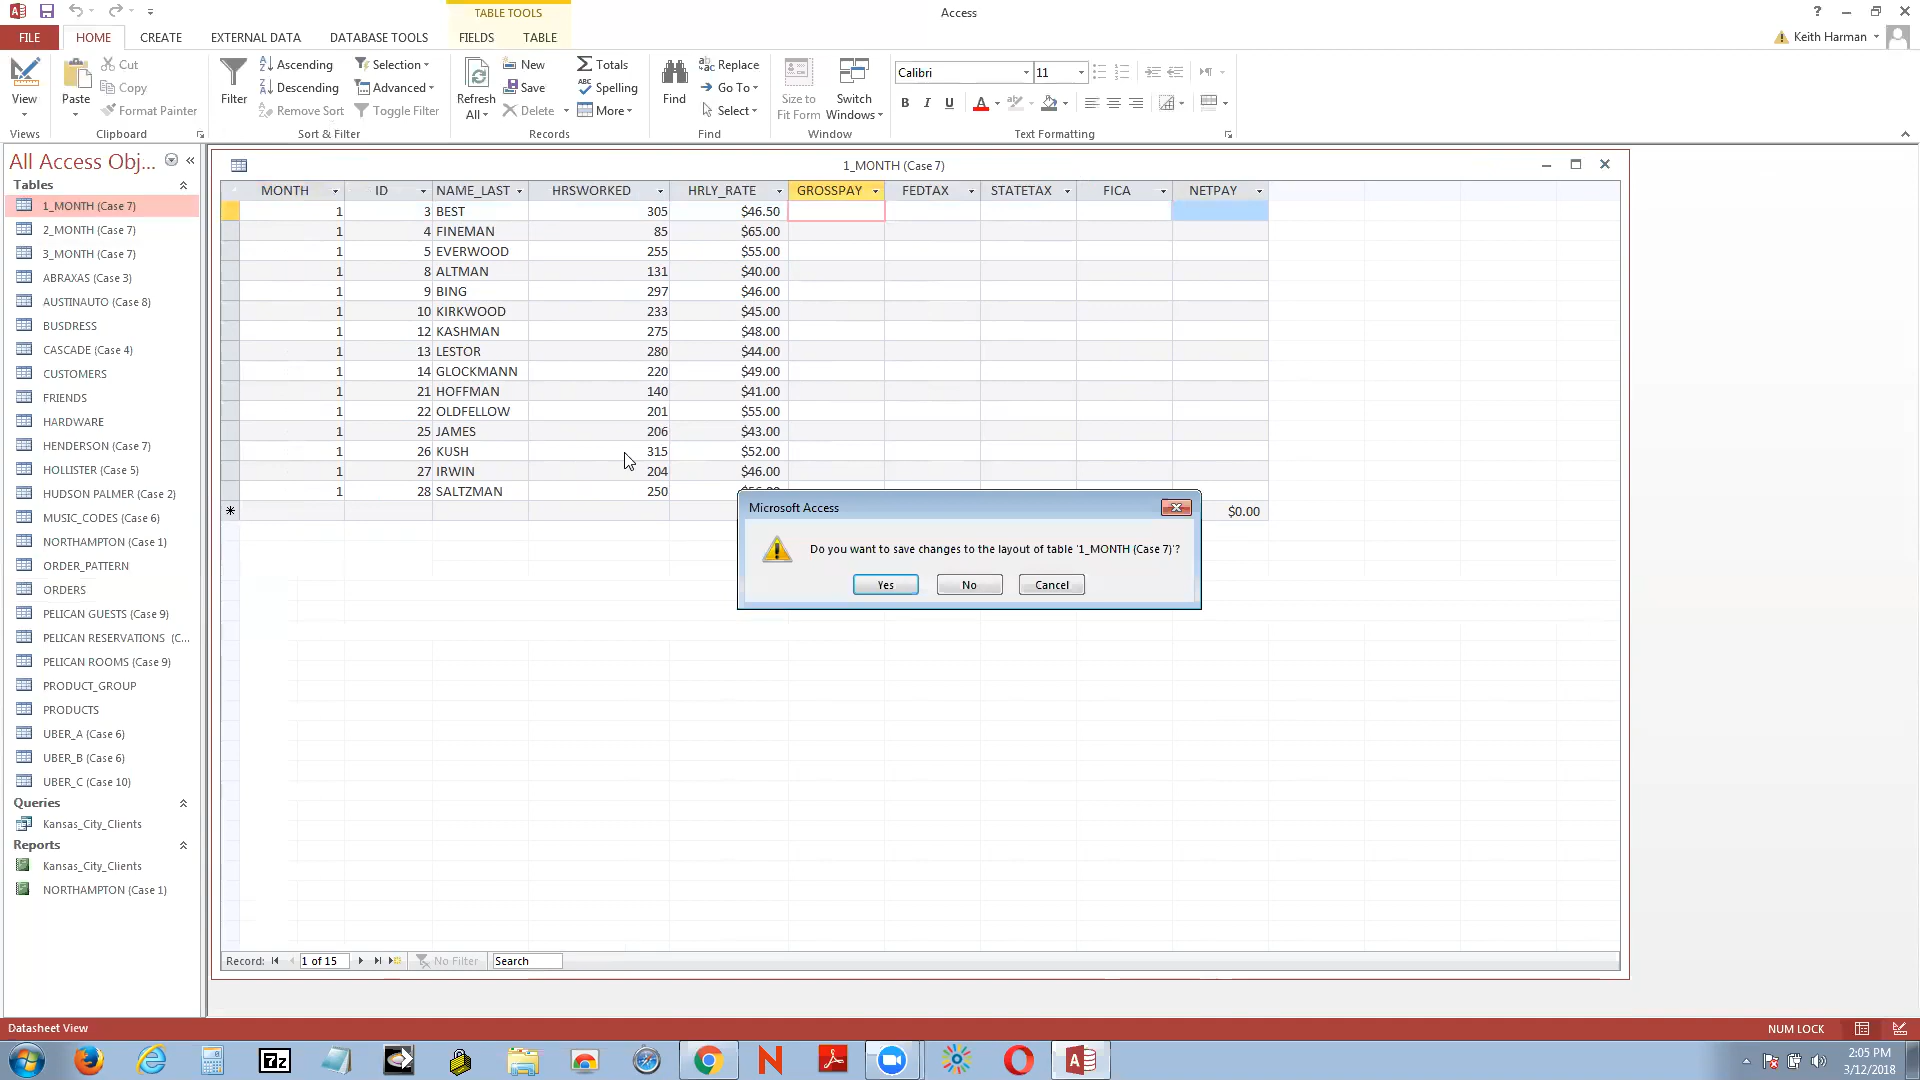 TABLE TOOLS
Access
FILE HOME CREATE EXTERNAL DATA DATABASE TOOLS FIELDS TABLE
Keith Harman
View
Views
Paste
Cut
Copy
Format Painter
Clipboard
Filter
Ascending
Descending
Remove Sort
Selection
Advanced
Toggle Filter
Sort & Filter
Refresh All
New
Save
Delete
Totals
Spelling
More
Records
Find
Replace
Go To
Select
Find
Size to Fit Form
Switch Windows
Window
Calibri 11
B I U A
Text Formatting
All Access Obj...
Tables
1_MONTH (Case 7)
2_MONTH (Case 7)
3_MONTH (Case 7)
ABRAXAS (Case 3)
AUSTINAUTO (Case 8)
BUSDRESS
CASCADE (Case 4)
CUSTOMERS
FRIENDS
HARDWARE
HENDERSON (Case 7)
HOLLISTER (Case 5)
HUDSON PALMER (Case 2)
MUSIC_CODES (Case 6)
NORTHAMPTON (Case 1)
ORDER_PATTERN
ORDERS
PELICAN GUESTS (Case 9)
PELICAN RESERVATIONS (C...
PELICAN ROOMS (Case 9)
PRODUCT_GROUP
PRODUCTS
UBER_A (Case 6)
UBER_B (Case 6)
UBER_C (Case 10)
Queries
Kansas_City_Clients
Reports
Kansas_City_Clients
NORTHAMPTON (Case 1)
1_MONTH (Case 7)
MONTH ID NAME_LAST HRSWORKED HRLY_RATE GROSSPAY FEDTAX STATETAX FICA NETPAY
1 3 BEST 305 $46.50
1 4 FINEMAN 85 $65.00
1 5 EVERWOOD 255 $55.00
1 8 ALTMAN 131 $40.00
1 9 BING 297 $46.00
1 10 KIRKWOOD 233 $45.00
1 12 KASHMAN 275 $48.00
1 13 LESTOR 280 $44.00
1 14 GLOCKMANN 220 $49.00
1 21 HOFFMAN 140 $41.00
1 22 OLDFELLOW 201 $55.00
1 25 JAMES 206 $43.00
1 26 KUSH 315 $52.00
1 27 IRWIN 204 $46.00
1 28 SALTZMAN 250
$0.00
Microsoft Access
Do you want to save changes to the layout of table '1_MONTH (Case 7)'?
Yes No Cancel
Record: 1 of 15 No Filter Search
Datasheet View
NUM LOCK
7z
2:05 PM
3/12/2018